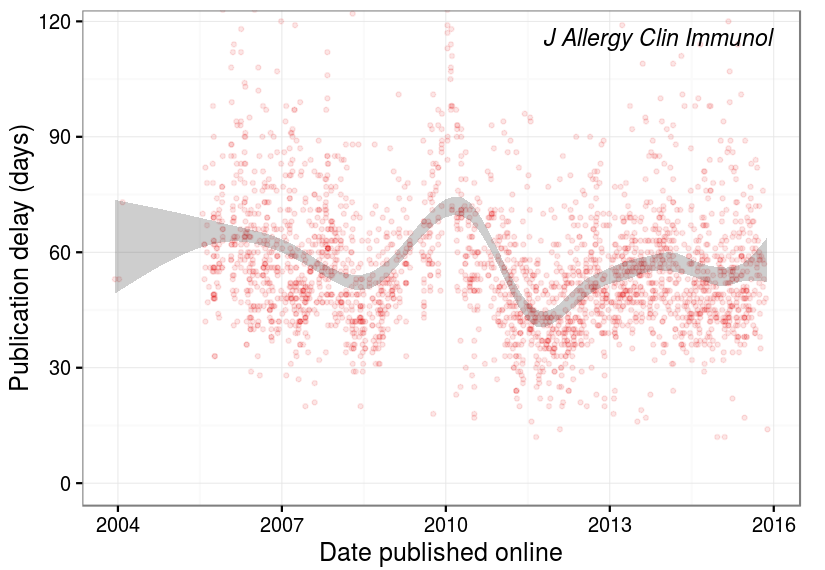 J Allergy Clin Immunol
Publication delay (days)
120
90
60
30
0
2004 2007 2010 2013 2016
Date published online